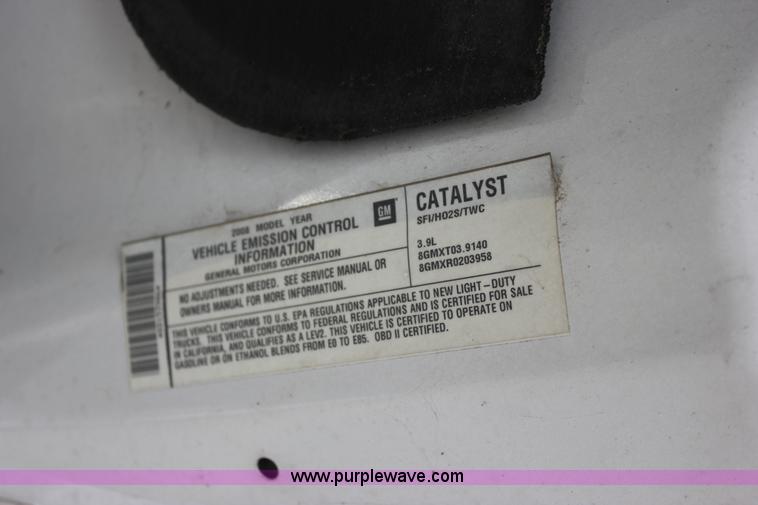 2008 MODEL YEAR
VEHICLE EMISSION CONTROL
INFORMATION
GENERAL MOTORS CORPORATION
GM
CATALYST
SFI/HO2S/TWC
NO ADJUSTMENTS NEEDED. SEE SERVICE MANUAL OR
OWNERS MANUAL FOR MORE INFORMATION.
3.9L
8GMXT03.9140
8GMXR0203958
THIS VEHICLE CONFORMS TO U.S. EPA REGULATIONS APPLICABLE TO NEW LIGHT-DUTY
TRUCKS. THIS VEHICLE CONFORMS TO FEDERAL REGULATIONS AND IS CERTIFIED FOR SALE
IN CALIFORNIA, AND QUALIFIES AS A LEV2. THIS VEHICLE IS CERTIFIED TO OPERATE ON
GASOLINE OR ON ETHANOL BLENDS FROM E0 TO E85. OBD II CERTIFIED.
www.purplewave.com